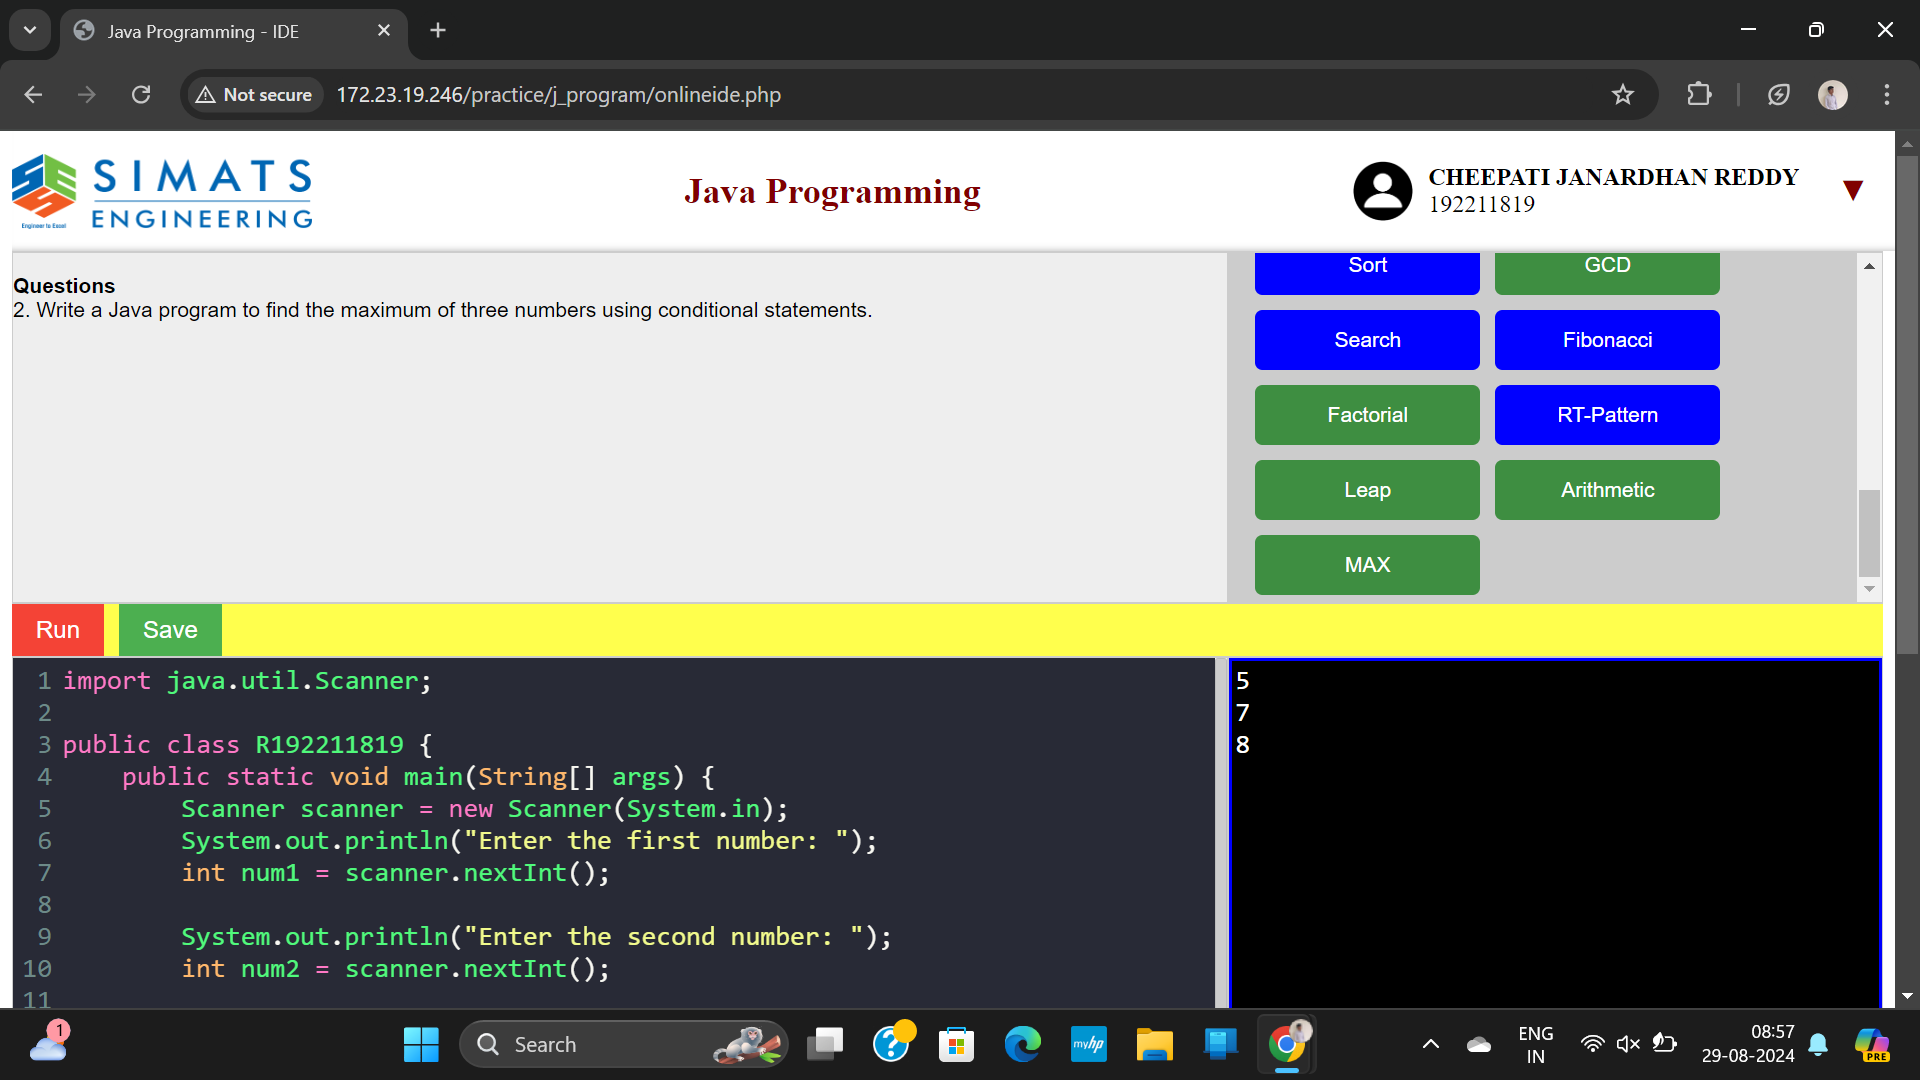 Java Programming - IDE
Not secure
172.23.19.246/practice/j_program/onlineide.php
SIMATS
ENGINEERING
Engineer to Excel
Java Programming
CHEEPATI JANARDHAN REDDY
192211819
Questions
2. Write a Java program to find the maximum of three numbers using conditional statements.
Sort
GCD
Search
Fibonacci
Factorial
RT-Pattern
Leap
Arithmetic
MAX
Run
Save
1 import java.util.Scanner;
2
3 public class R192211819 {
4 public static void main(String[] args) {
5 Scanner scanner = new Scanner(System.in);
6 System.out.println("Enter the first number: ");
7 int num1 = scanner.nextInt();
8
9 System.out.println("Enter the second number: ");
10 int num2 = scanner.nextInt();
11
5
7
8
1
Search
myhp
ENG
IN
08:57
29-08-2024
PRE